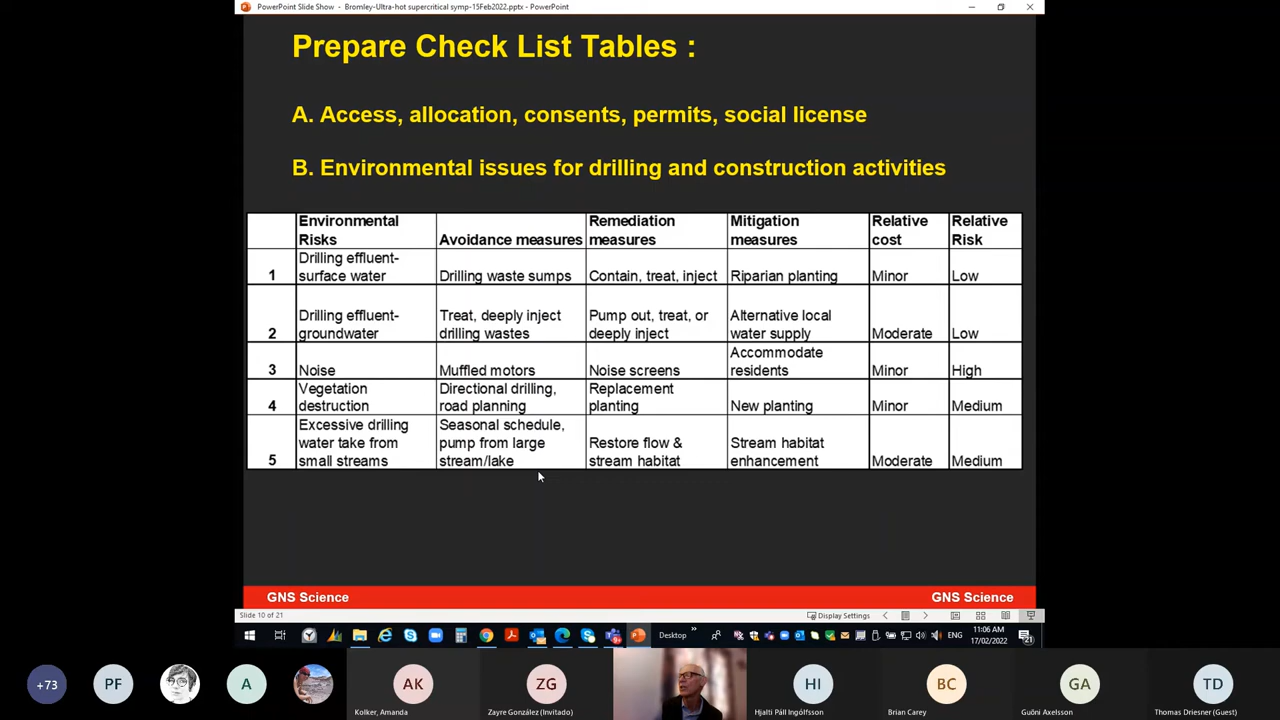 PowerPoint Slide Show - Bromley-Ultra-hot supercritical symp-15Feb2022.pptx - PowerPoint
Prepare Check List Tables :
A. Access, allocation, consents, permits, social license
B. Environmental issues for drilling and construction activities
Environmental Risks Avoidance measures Remediation measures Mitigation measures Relative cost Relative Risk
1 Drilling effluent-surface water Drilling waste sumps Contain, treat, inject Riparian planting Minor Low
2 Drilling effluent-groundwater Treat, deeply inject drilling wastes Pump out, treat, or deeply inject Alternative local water supply Moderate Low
3 Noise Muffled motors Noise screens Accommodate residents Minor High
4 Vegetation destruction Directional drilling, road planning Replacement planting New planting Minor Medium
5 Excessive drilling water take from small streams Seasonal schedule, pump from large stream/lake Restore flow & stream habitat Stream habitat enhancement Moderate Medium
GNS Science GNS Science
Slide 10 of 21 Display Settings
Desktop ENG 11:06 AM 17/02/2022 21
+73 PF A AK ZG HI BC GA TD
Kolker, Amanda Zayre González (Invitado) Hjalti Páll Ingólfsson Brian Carey Guðni Axelsson Thomas Driesner (Guest)